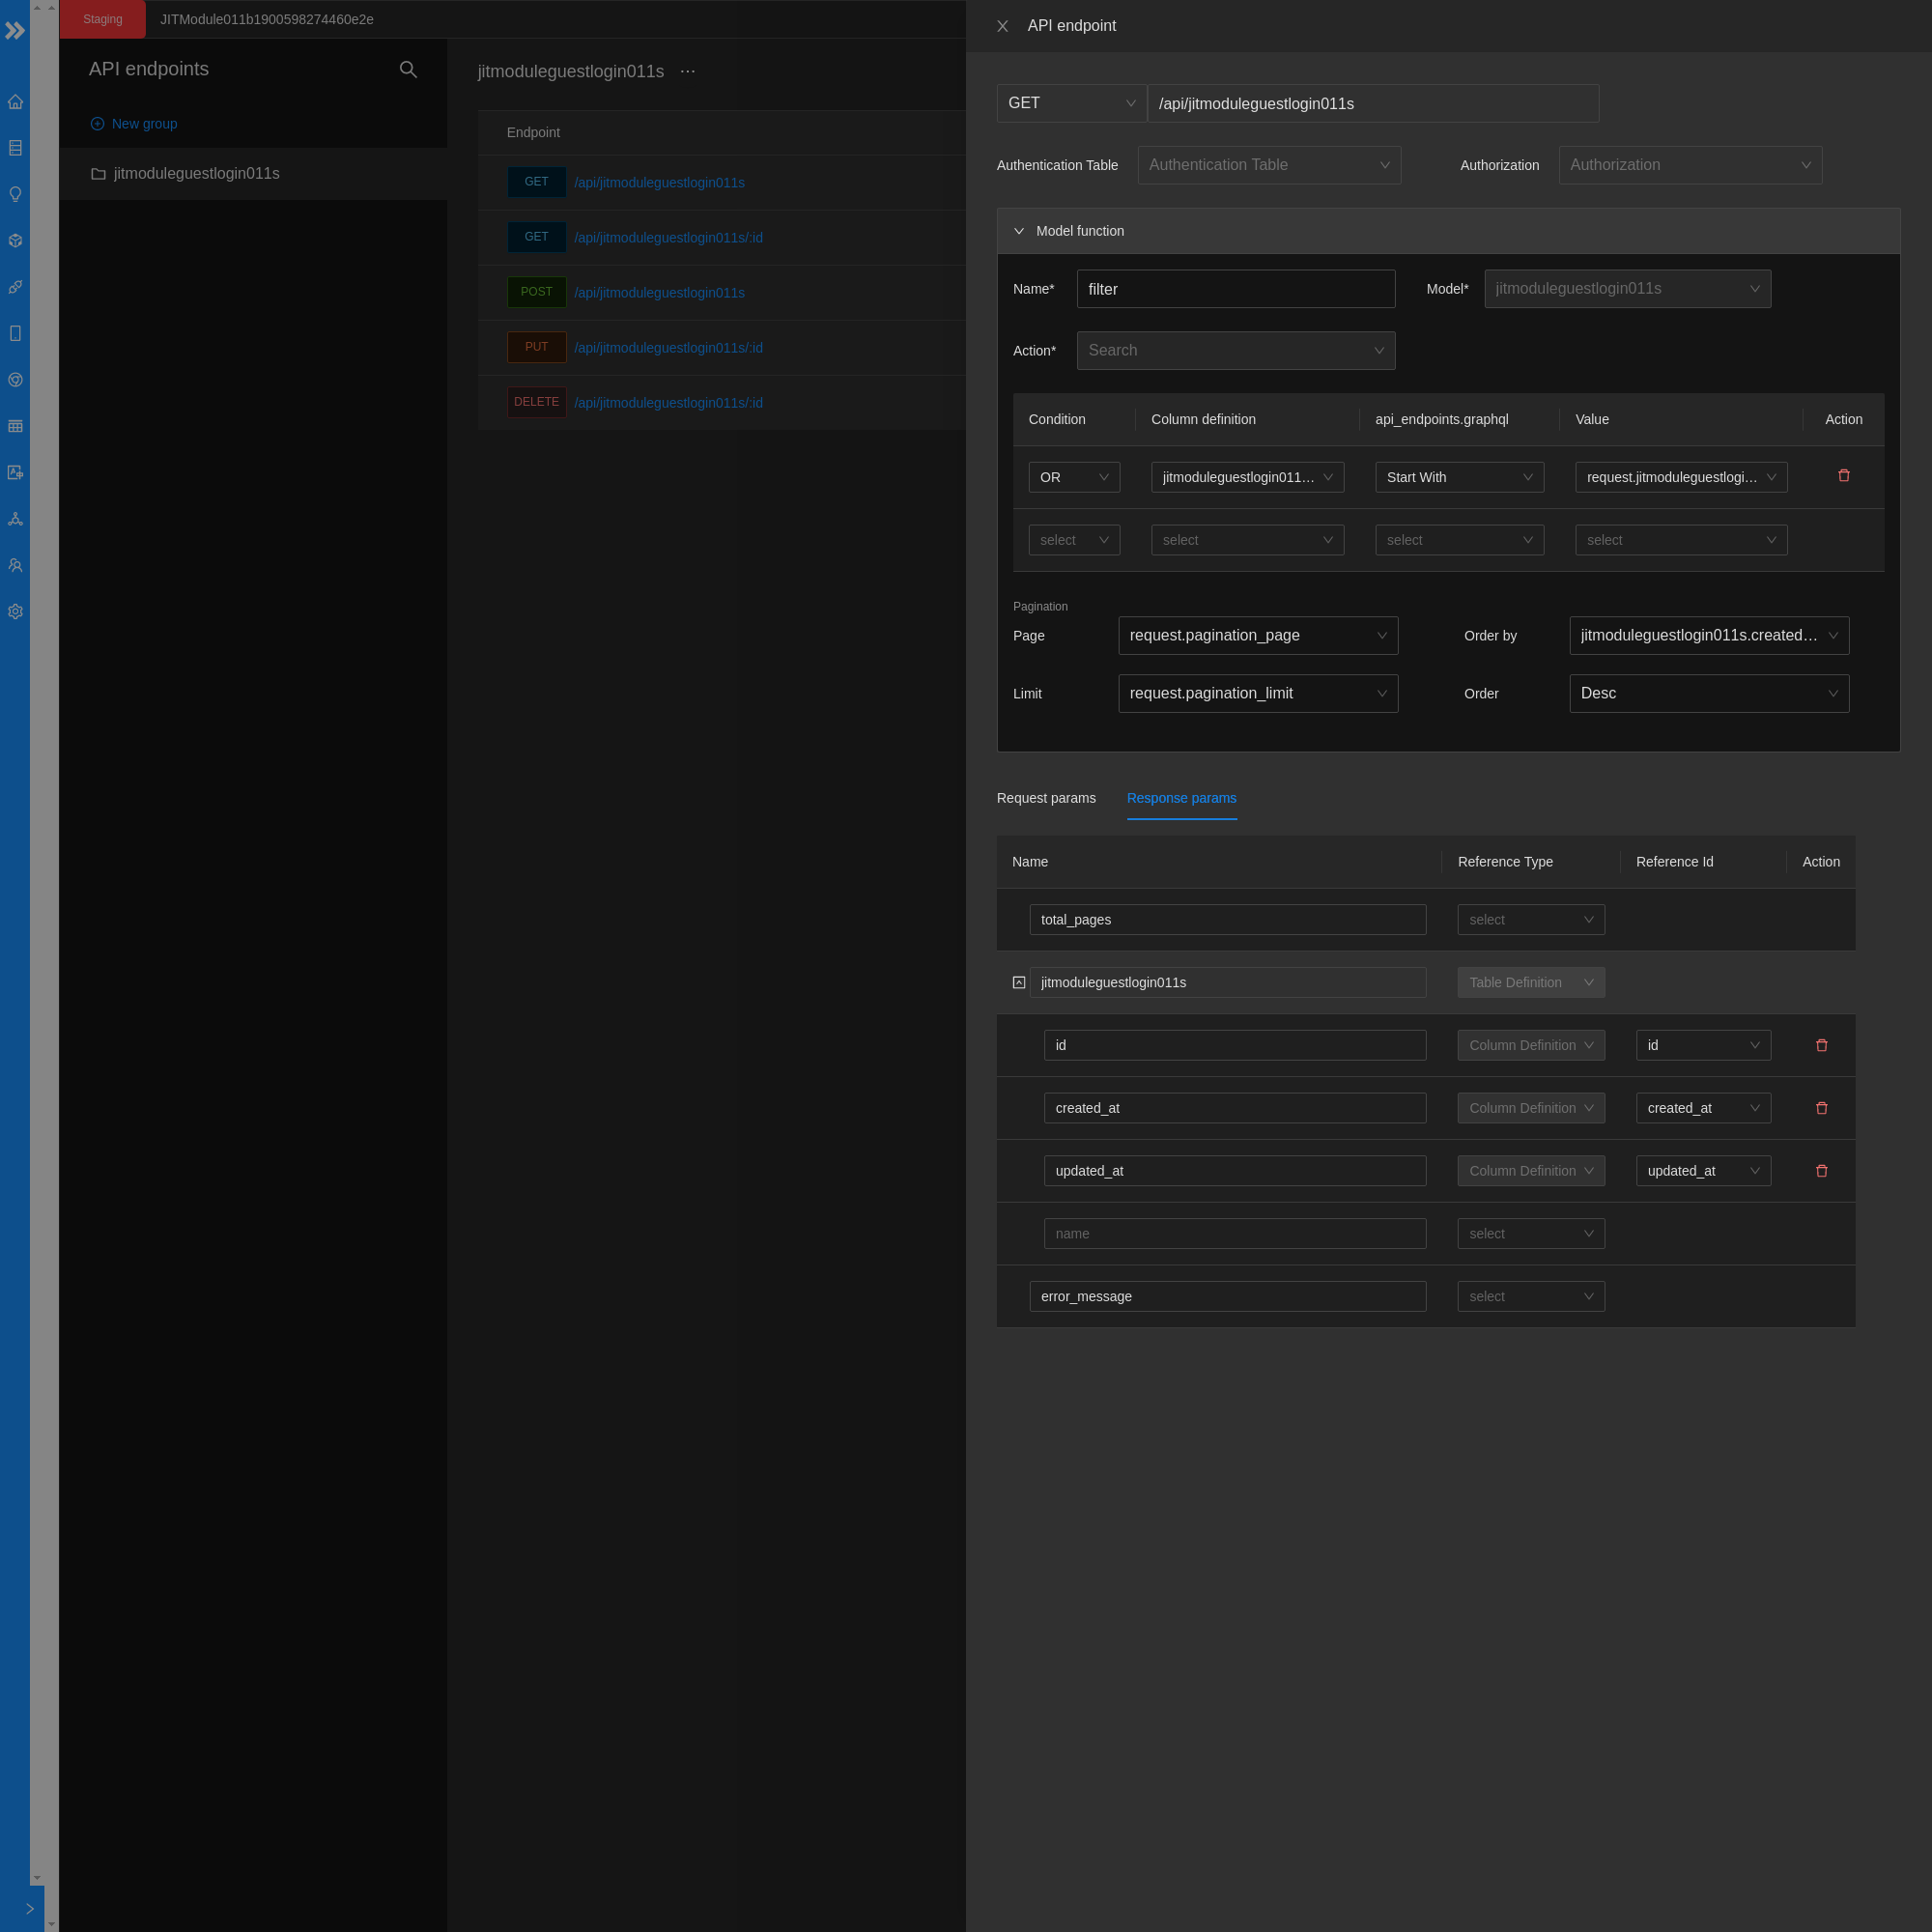 Staging
JITModule011b1900598274460e2e
API endpoints
New group
jitmoduleguestlogin011s
jitmoduleguestlogin011s ...
Endpoint
GET /api/jitmoduleguestlogin011s
GET /api/jitmoduleguestlogin011s/:id
POST /api/jitmoduleguestlogin011s
PUT /api/jitmoduleguestlogin011s/:id
DELETE /api/jitmoduleguestlogin011s/:id
API endpoint
GET /api/jitmoduleguestlogin011s
Authentication Table Authentication Table Authorization Authorization
Model function
Name* filter Model* jitmoduleguestlogin011s
Action* Search
Condition Column definition api_endpoints.graphql Value Action
OR jitmoduleguestlogin011... Start With request.jitmoduleguestlogi...
select select select select
Pagination
Page request.pagination_page Order by jitmoduleguestlogin011s.created...
Limit request.pagination_limit Order Desc
Request params Response params
Name Reference Type Reference Id Action
total_pages select
jitmoduleguestlogin011s Table Definition
id Column Definition id
created_at Column Definition created_at
updated_at Column Definition updated_at
name select
error_message select